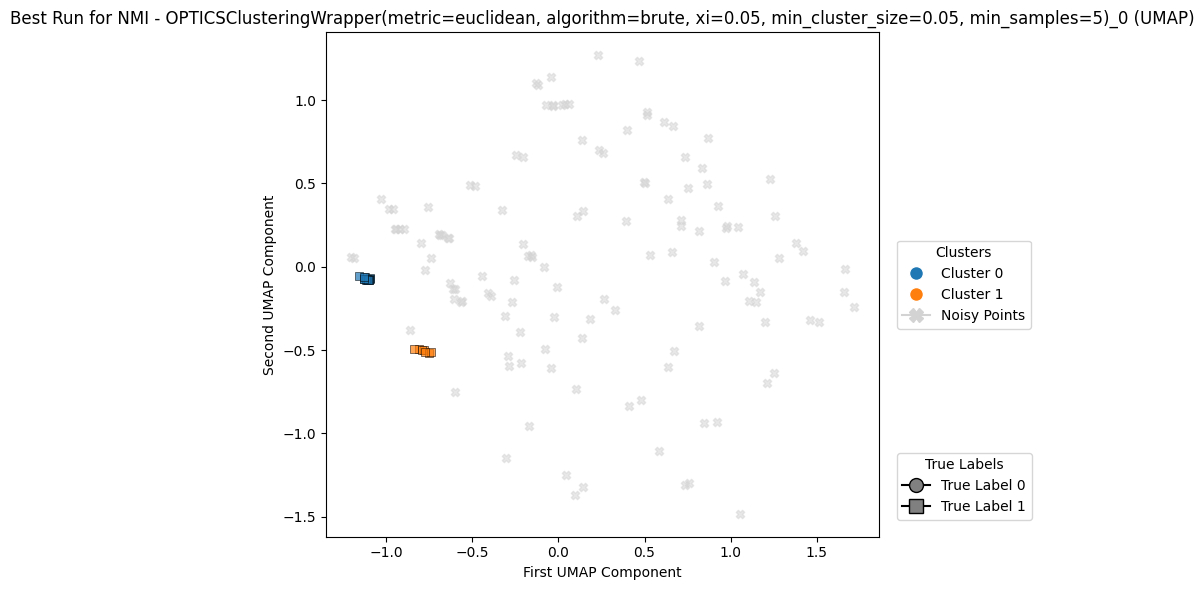 Best Run for NMI - OPTICSClusteringWrapper(metric=euclidean, algorithm=brute, xi=0.05, min_cluster_size=0.05, min_samples=5)_0 (UMAP)
1.0
0.5
0.0
−0.5
−1.0
−1.5
Second UMAP Component
−1.0
−0.5
0.0
0.5
1.0
1.5
First UMAP Component
Clusters
Cluster 0
Cluster 1
Noisy Points
True Labels
True Label 0
True Label 1